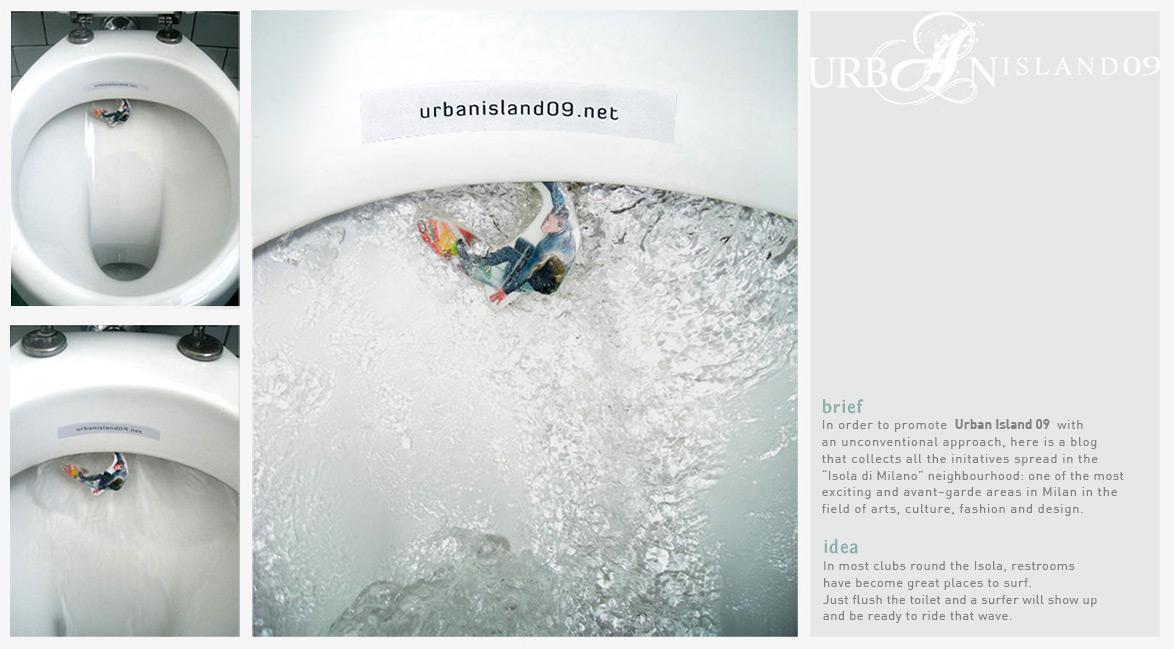 urbanisland09.net
urbanisland09.net
urbanisland09.net
URBANISLAND09
brief
In order to promote Urban Island 09 with
an unconventional approach, here is a blog
that collects all the initatives spread in the
“Isola di Milano” neighbourhood: one of the most
exciting and avant-garde areas in Milan in the
field of arts, culture, fashion and design.
idea
In most clubs round the Isola, restrooms
have become great places to surf.
Just flush the toilet and a surfer will show up
and be ready to ride that wave.